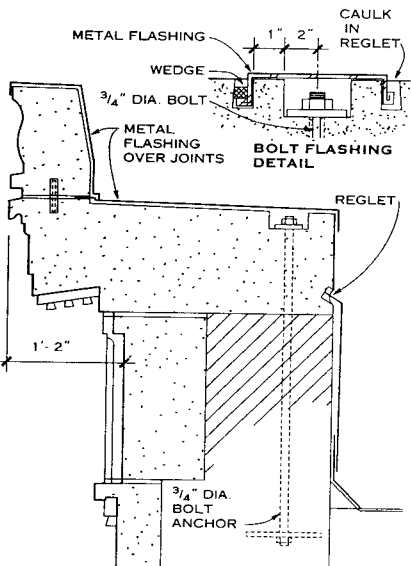 1" 2"
CAULK
IN
REGLET
METAL FLASHING
WEDGE
3/4" DIA. BOLT
BOLT FLASHING
DETAIL
METAL
FLASHING
OVER JOINTS
REGLET
1'- 2"
3/4" DIA.
BOLT
ANCHOR